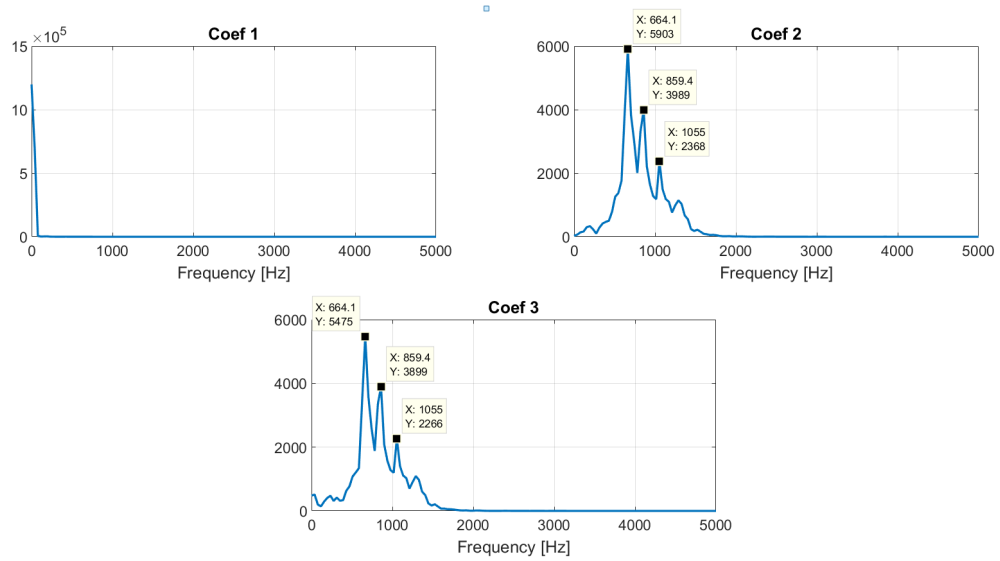 Coef 1
×10^5
15
10
5
0
0 1000 2000 3000 4000 5000
Frequency [Hz]
Coef 2
X: 664.1
Y: 5903
X: 859.4
Y: 3989
X: 1055
Y: 2368
6000
4000
2000
0
0 1000 2000 3000 4000 5000
Frequency [Hz]
Coef 3
X: 664.1
Y: 5475
X: 859.4
Y: 3899
X: 1055
Y: 2266
6000
4000
2000
0
0 1000 2000 3000 4000 5000
Frequency [Hz]